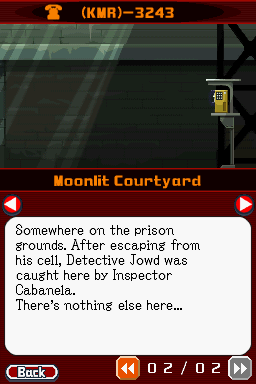 (KMR)-3243
Moonlit Courtyard
Somewhere on the prison
grounds. After escaping from
his cell, Detective Jowd was
caught here by Inspector
Cabanela.
There's nothing else here...
Back
02/02